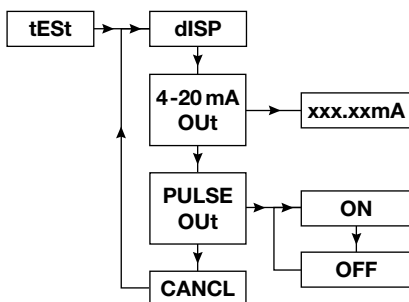 tESt
dISP
4-20 mA
OUt
xxx.xxmA
PULSE
OUt
ON
OFF
CANCL